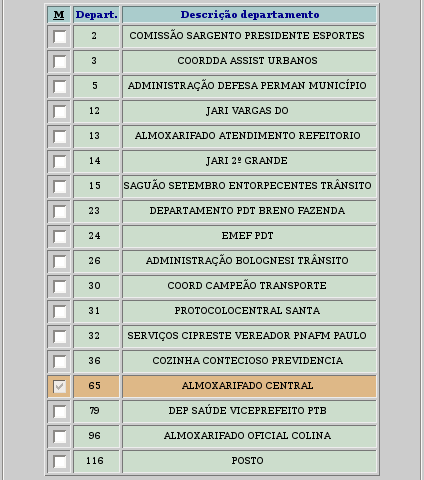 M Depart. Descrição departamento
2 COMISSÃO SARGENTO PRESIDENTE ESPORTES
3 COORDDA ASSIST URBANOS
5 ADMINISTRAÇÃO DEFESA PERMAN MUNICÍPIO
12 JARI VARGAS DO
13 ALMOXARIFADO ATENDIMENTO REFEITORIO
14 JARI 2º GRANDE
15 SAGUÃO SETEMBRO ENTORPECENTES TRÂNSITO
23 DEPARTAMENTO PDT BRENO FAZENDA
24 EMEF PDT
26 ADMINISTRAÇÃO BOLOGNESI TRÂNSITO
30 COORD CAMPEÃO TRANSPORTE
31 PROTOCOLOCENTRAL SANTA
32 SERVIÇOS CIPRESTE VEREADOR PNAFM PAULO
36 COZINHA CONTECIOSO PREVIDENCIA
65 ALMOXARIFADO CENTRAL
79 DEP SAÚDE VICEPREFEITO PTB
96 ALMOXARIFADO OFICIAL COLINA
116 POSTO